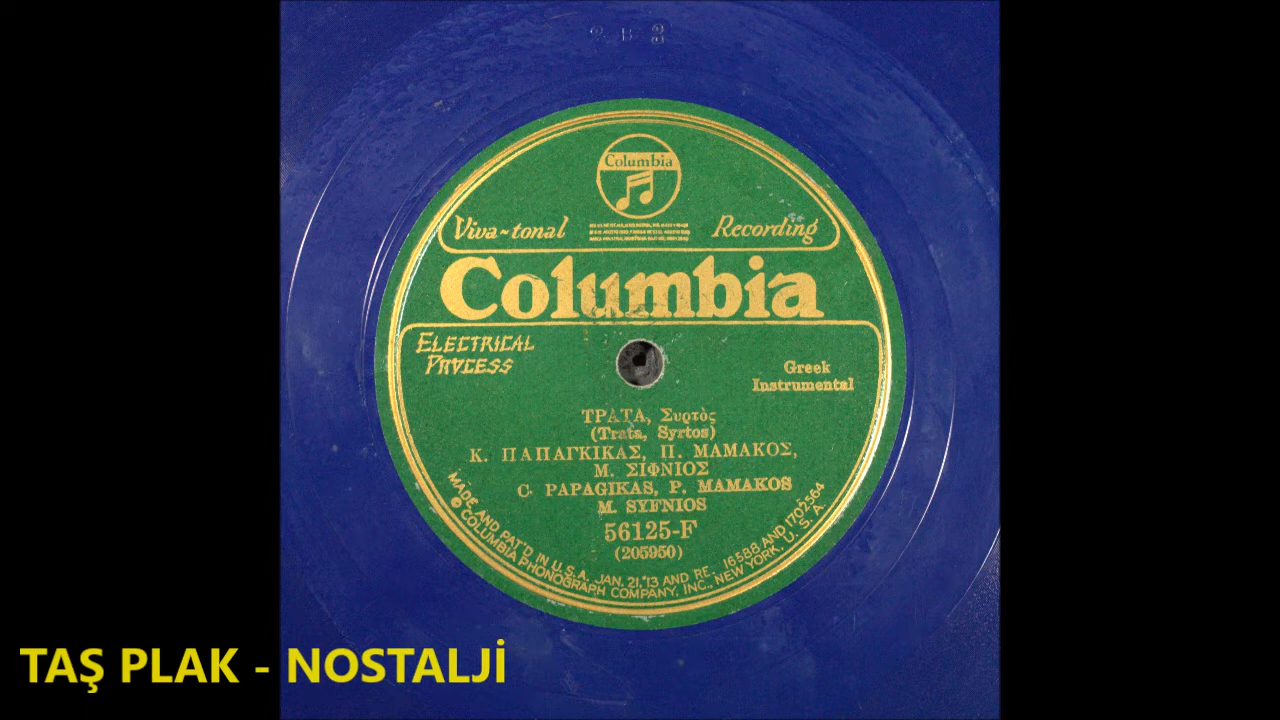 Columbia
Viva-tonal Recording
Columbia
ELECTRICAL
PROCESS
Greek
Instrumental
ΤΡΑΤΑ, Συρτὸς
(Trata, Syrtos)
Κ. ΠΑΠΑΓΚΙΚΑΣ, Π. ΜΑΜΑΚΟΣ,
Μ. ΣΙΦΝΙΟΣ
C. PAPAGIKAS, P. MAMAKOS
M. SYFNIOS
56125-F
(205950)
MADE AND PAT'D IN U.S.A. JAN. 21,'13 AND RE. 16588 AND 1702564
© COLUMBIA PHONOGRAPH COMPANY, INC., NEW YORK, U.S.A.
TAŞ PLAK - NOSTALJİ